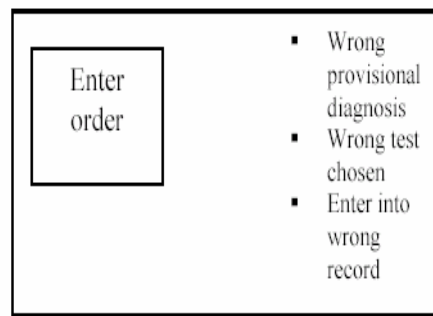 Enter
order
▪ Wrong
provisional
diagnosis
▪ Wrong test
chosen
▪ Enter into
wrong
record